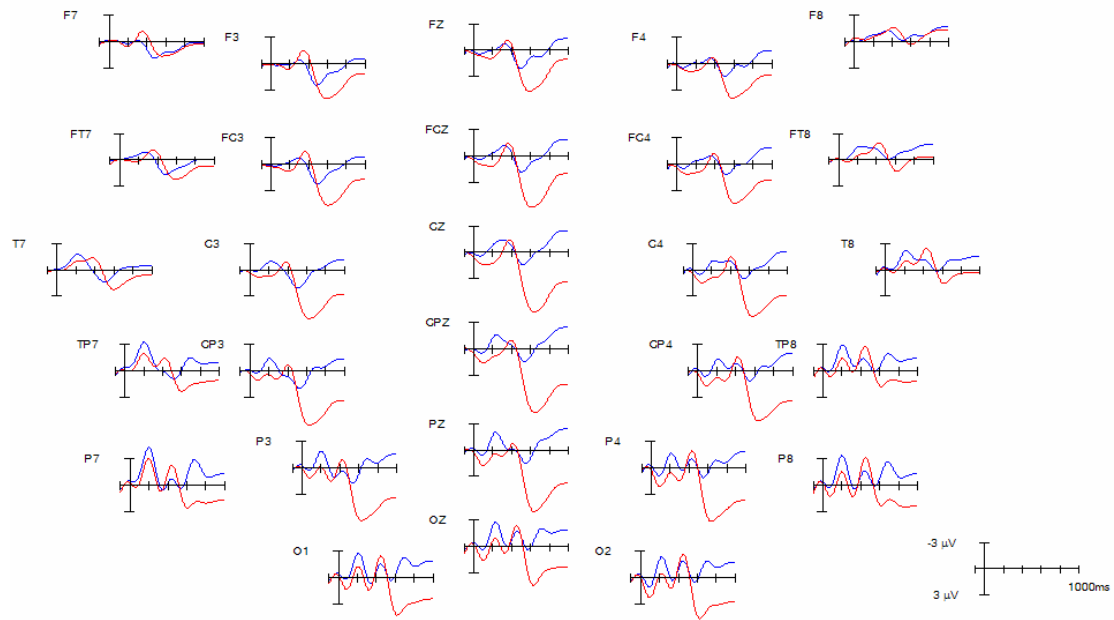 F7
F3
FZ
F4
F8
FT7
FC3
FCZ
FC4
FT8
T7
C3
CZ
C4
T8
TP7
CP3
CPZ
CP4
TP8
P7
P3
PZ
P4
P8
O1
OZ
O2
-3 µV
3 µV
1000ms